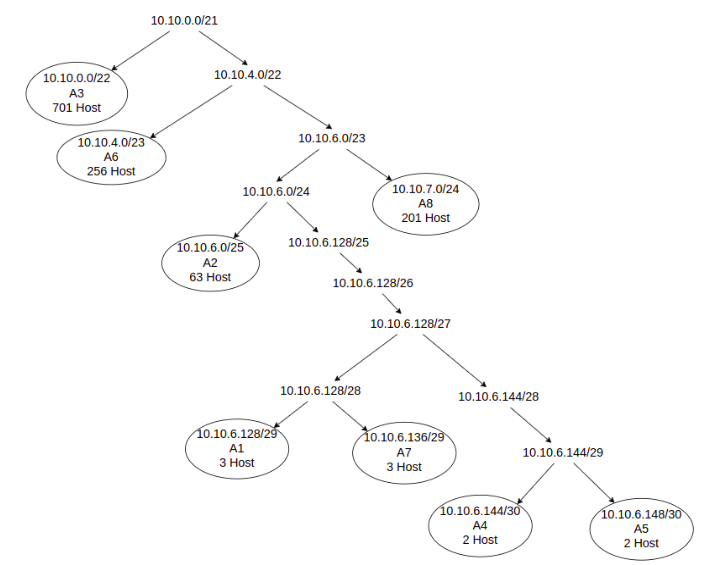 10.10.0.0/21
10.10.0.0/22
A3
701 Host
10.10.4.0/22
10.10.4.0/23
A6
256 Host
10.10.6.0/23
10.10.6.0/24
10.10.7.0/24
A8
201 Host
10.10.6.0/25
A2
63 Host
10.10.6.128/25
10.10.6.128/26
10.10.6.128/27
10.10.6.128/28
10.10.6.144/28
10.10.6.128/29
A1
3 Host
10.10.6.136/29
A7
3 Host
10.10.6.144/29
10.10.6.144/30
A4
2 Host
10.10.6.148/30
A5
2 Host